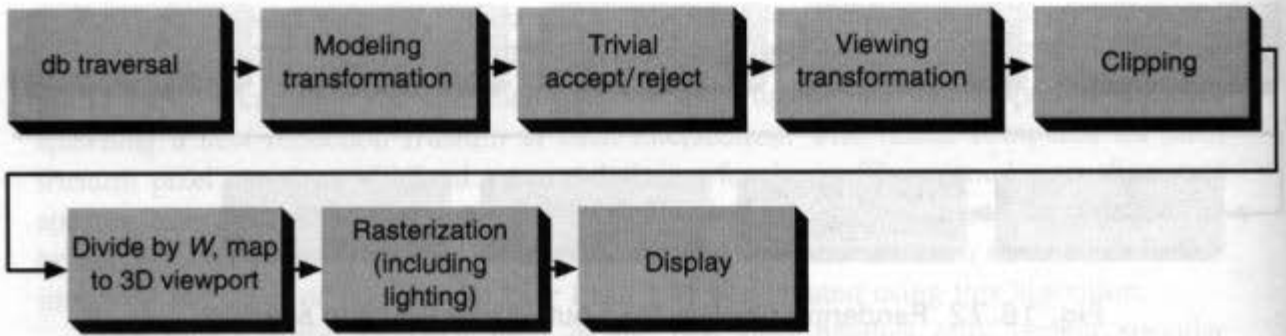 db traversal
Modeling
transformation
Trivial
accept/reject
Viewing
transformation
Clipping
Divide by W, map
to 3D viewport
Rasterization
(including
lighting)
Display